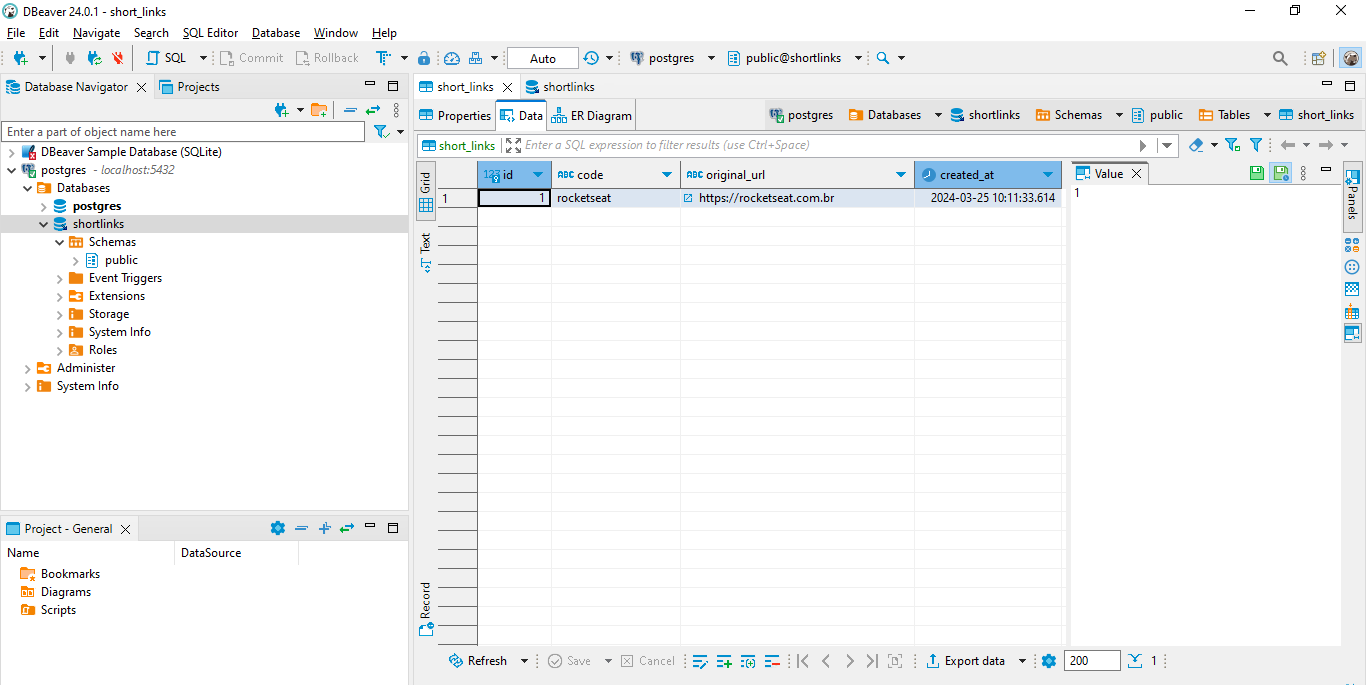 DBeaver 24.0.1 - short_links
File Edit Navigate Search SQL Editor Database Window Help
SQL Commit Rollback Auto postgres public@shortlinks
Database Navigator Projects
Enter a part of object name here
DBeaver Sample Database (SQLite)
postgres - localhost:5432
Databases
postgres
shortlinks
Schemas
public
Event Triggers
Extensions
Storage
System Info
Roles
Administer
System Info
Project - General
Name DataSource
Bookmarks
Diagrams
Scripts
short_links shortlinks
Properties Data ER Diagram postgres Databases shortlinks Schemas public Tables short_links
short_links Enter a SQL expression to filter results (use Ctrl+Space)
Grid
Text
Record
123 id ABC code ABC original_url created_at
1 1 rocketseat https://rocketseat.com.br 2024-03-25 10:11:33.614
Value
1
Panels
Refresh Save Cancel Export data 200 1